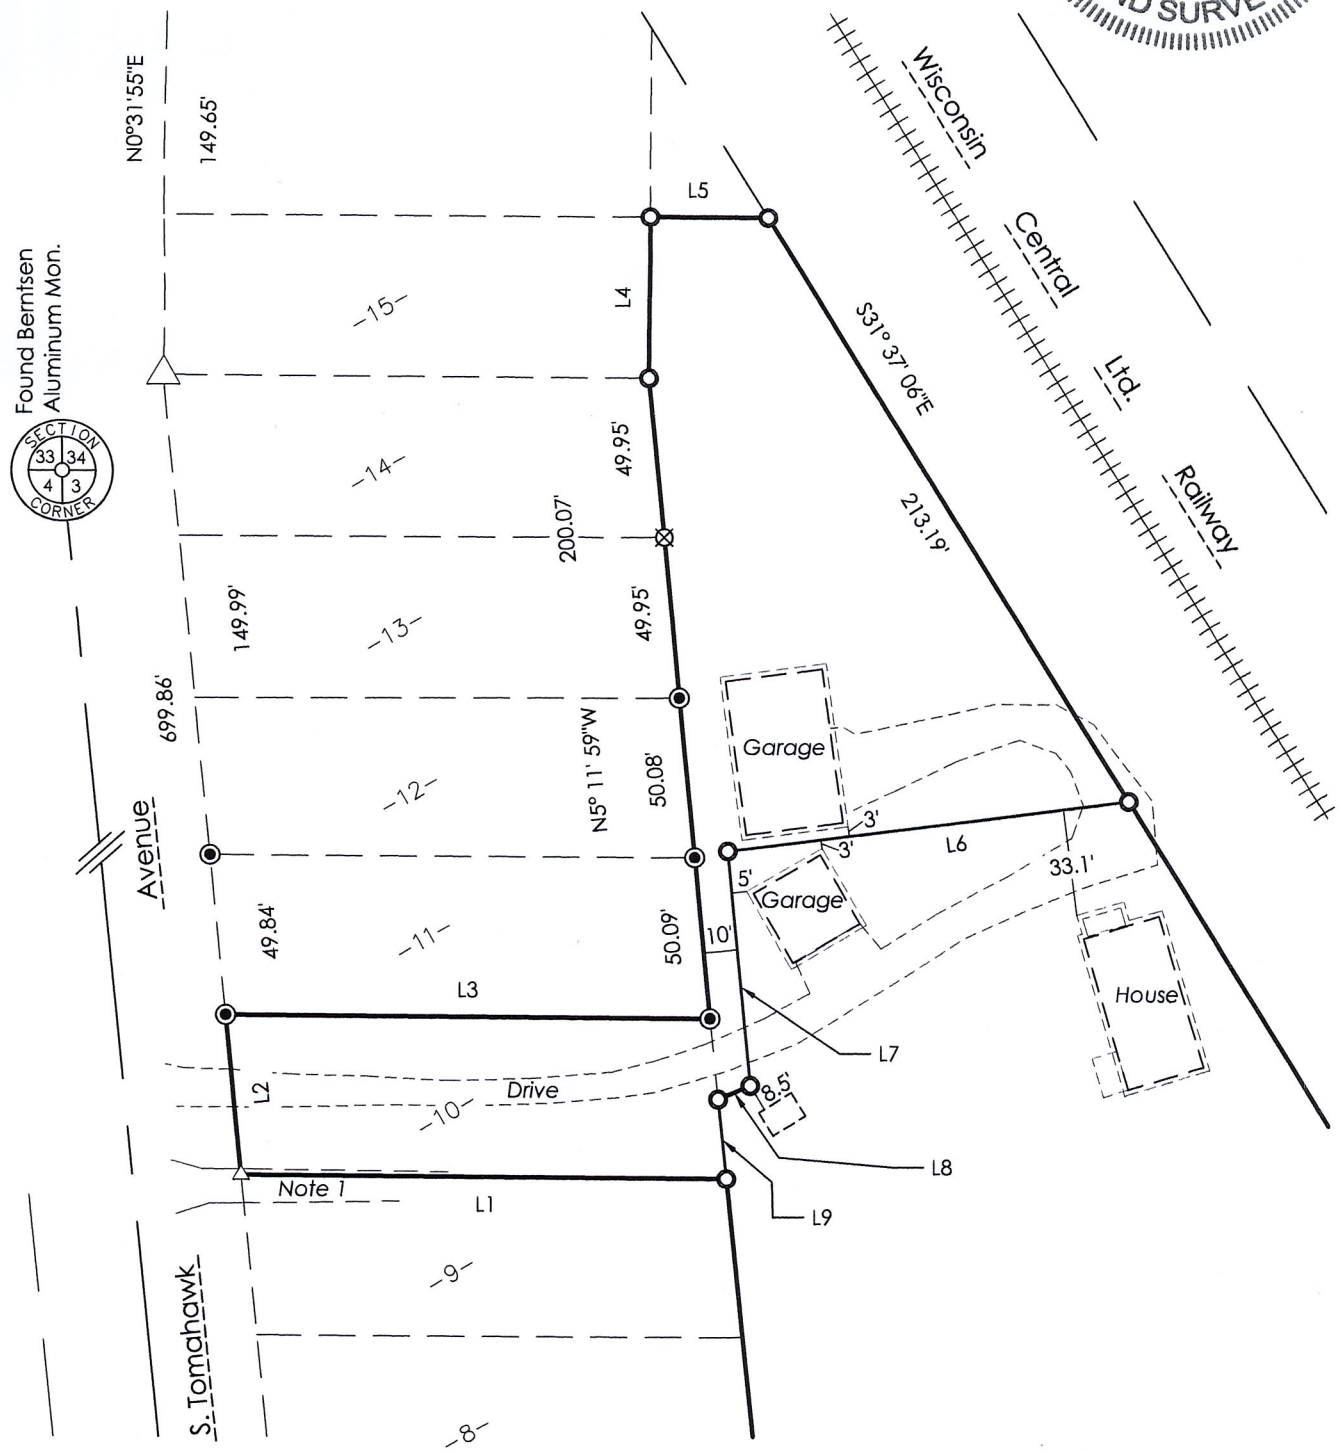 ND SURVE
N0°31'55"E
149.65'
Found Berntsen
Aluminum Mon.
SECTION
33 34
4 3
CORNER
Wisconsin
Central
Ltd.
Railway
L5
L4
-15-
S31° 37' 06"E
213.19'
49.95'
-14-
200.07'
149.99'
-13-
49.95'
699.86'
N5° 11' 59"W
50.08'
-12-
Garage
3'
3'
L6
33.1'
Avenue
49.84'
-11-
50.09'
5'
Garage
10'
House
L3
L7
L2
Drive
-10-
8.5'
L8
Note 1
L1
L9
S. Tomahawk
-9-
-8-